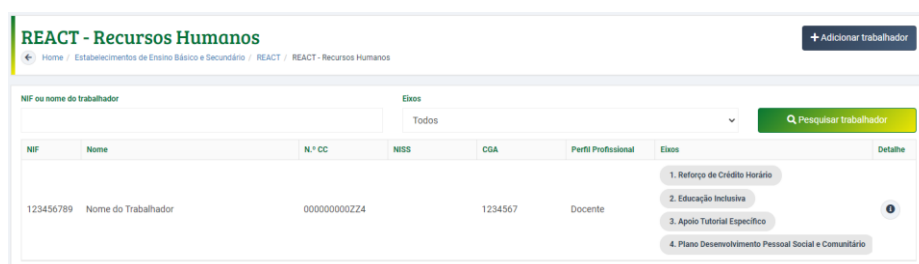 REACT - Recursos Humanos
+ Adicionar trabalhador
Home / Estabelecimentos de Ensino Básico e Secundário / REACT / REACT - Recursos Humanos
NIF ou nome do trabalhador
Eixos
Todos
Pesquisar trabalhador
NIF Nome N.º CC NISS CGA Perfil Profissional Eixos Detalhe
123456789 Nome do Trabalhador 000000000ZZ4 1234567 Docente
1. Reforço de Crédito Horário
2. Educação Inclusiva
3. Apoio Tutorial Específico
4. Plano Desenvolvimento Pessoal Social e Comunitário